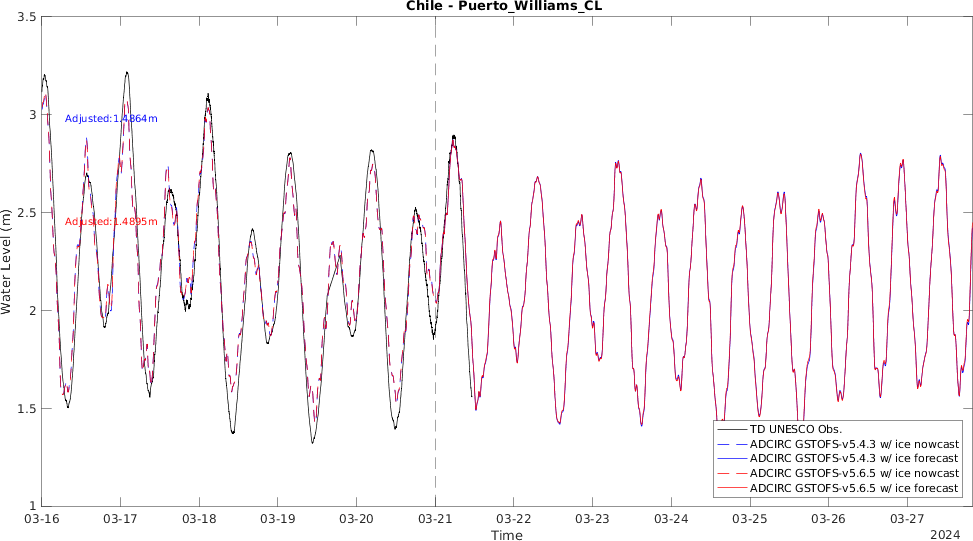 Chile - Puerto_Williams_CL
3.5
3
2.5
2
1.5
1
Water Level (m)
Adjusted:1.4864m
Adjusted:1.4895m
TD UNESCO Obs.
ADCIRC GSTOFS-v5.4.3 w/ ice nowcast
ADCIRC GSTOFS-v5.4.3 w/ ice forecast
ADCIRC GSTOFS-v5.6.5 w/ ice nowcast
ADCIRC GSTOFS-v5.6.5 w/ ice forecast
03-16 03-17 03-18 03-19 03-20 03-21 03-22 03-23 03-24 03-25 03-26 03-27
Time
2024